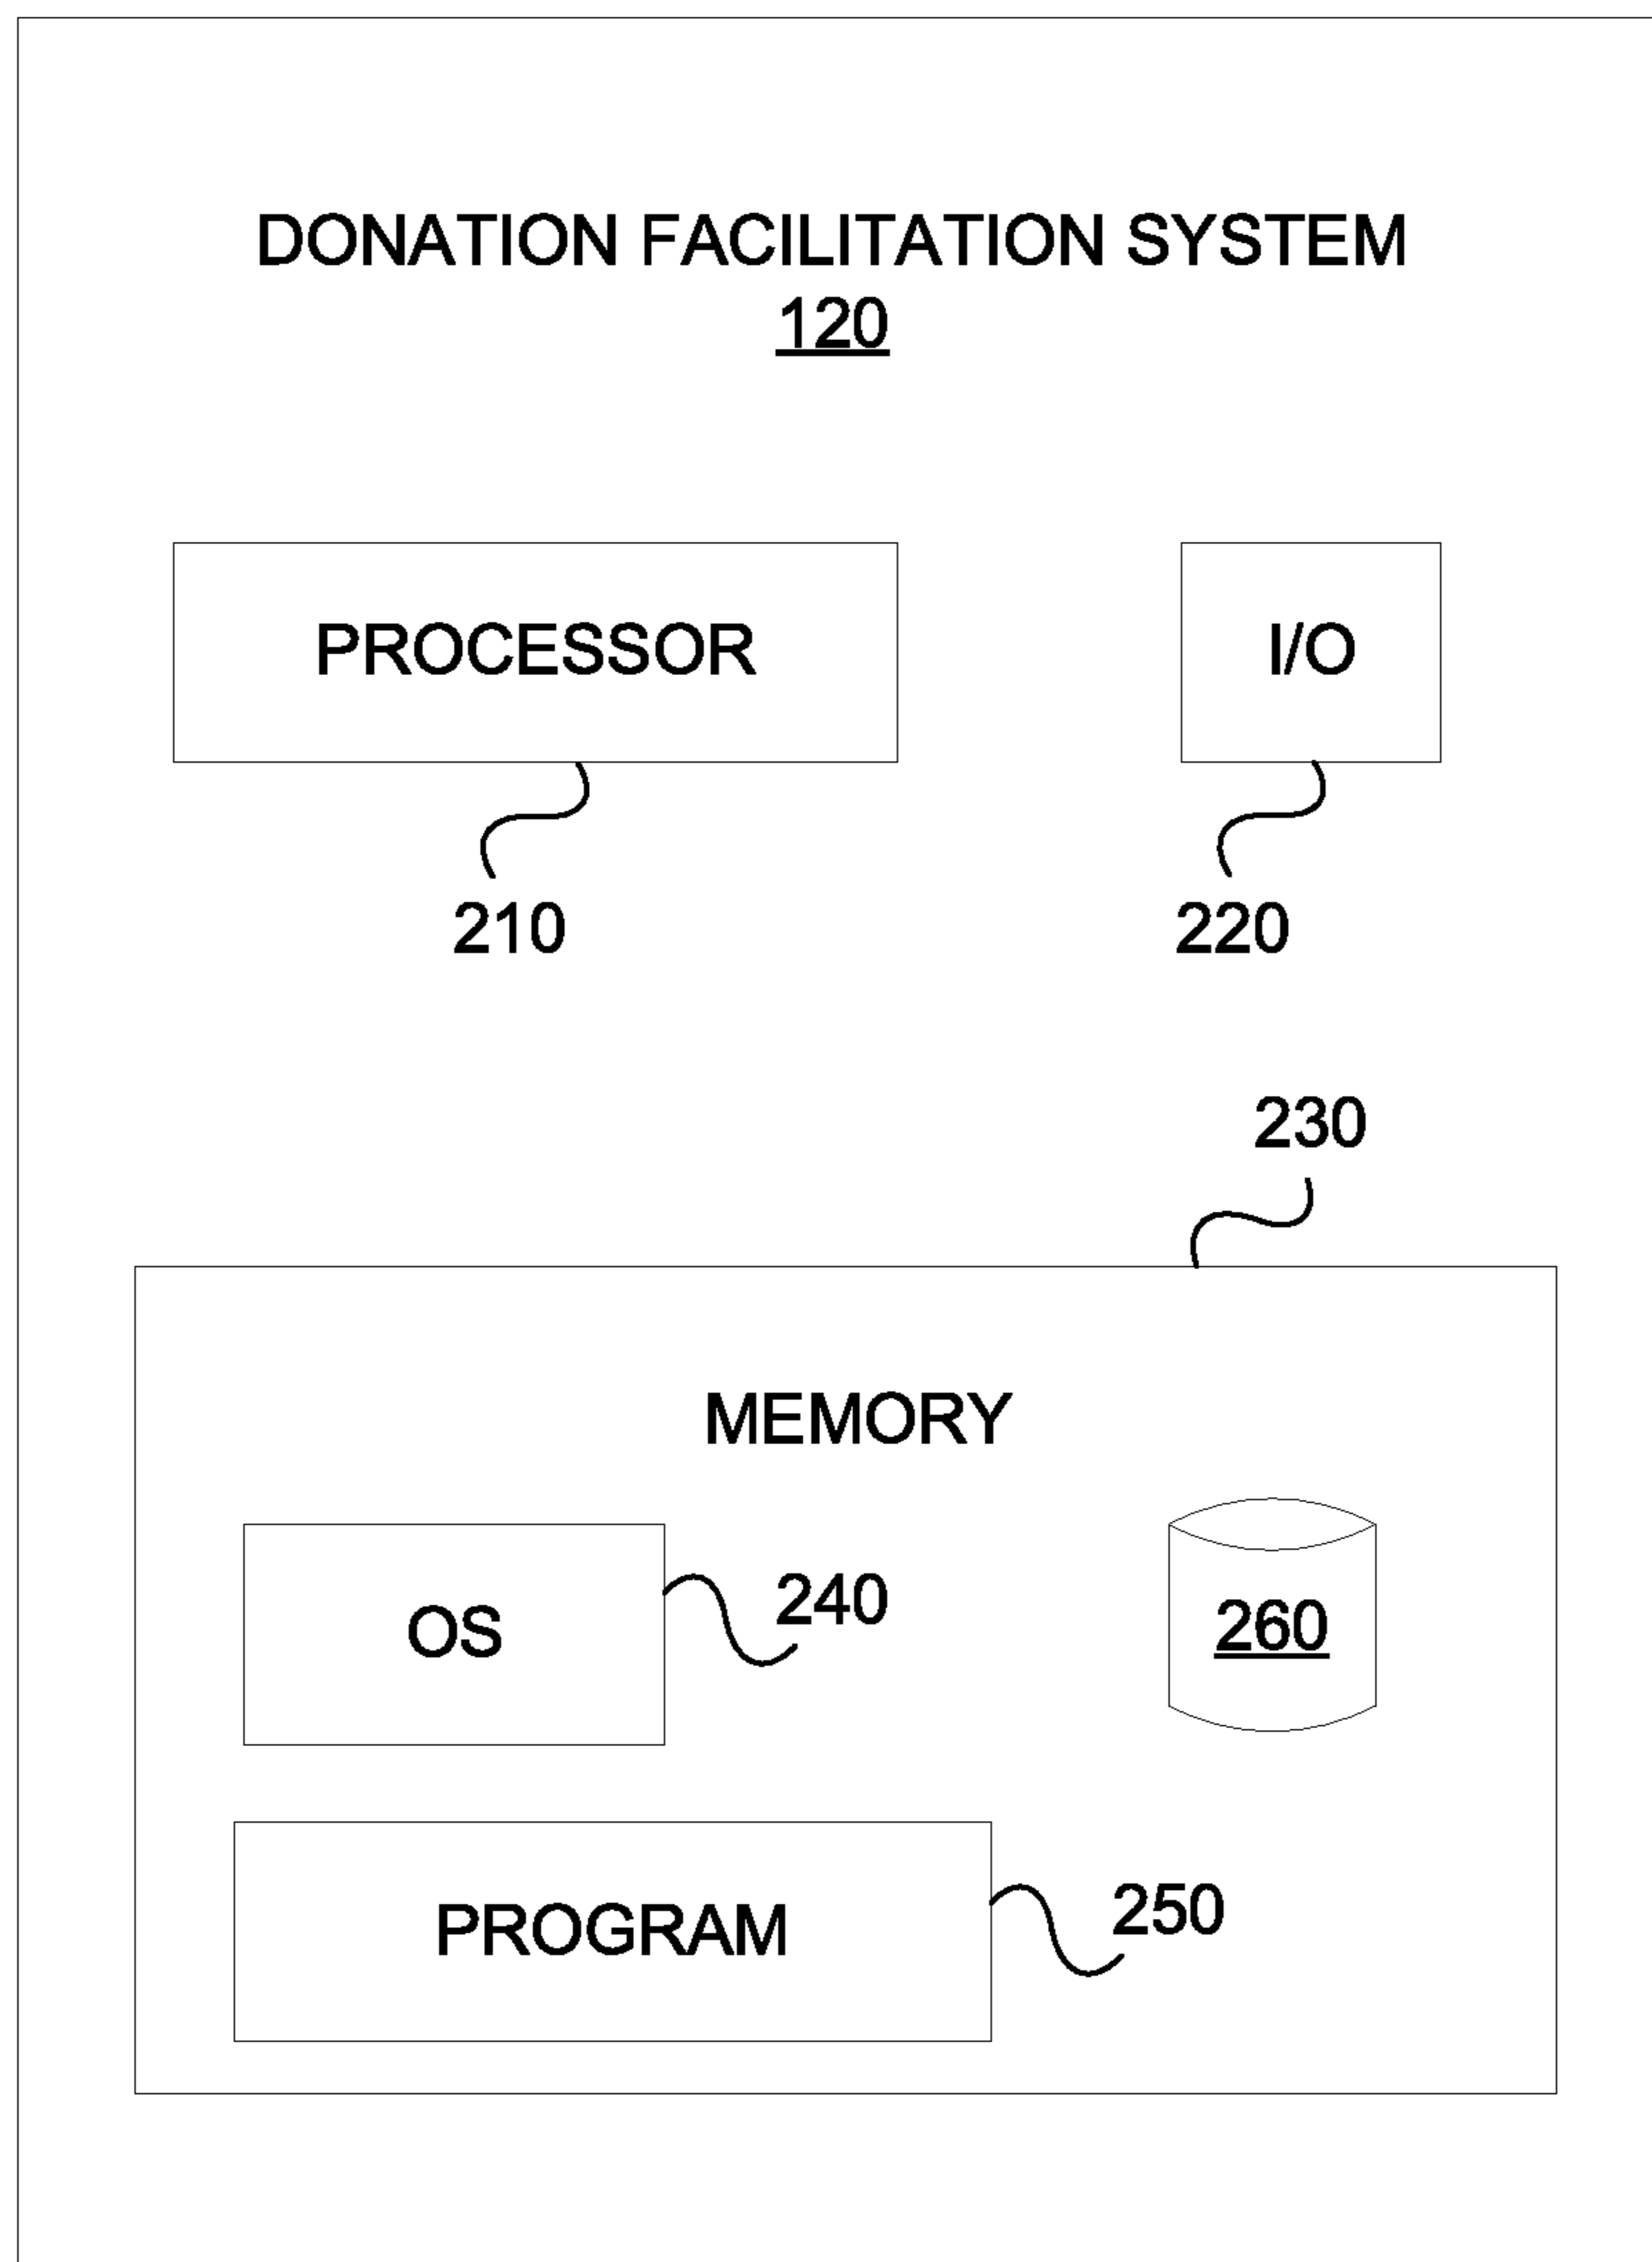 DONATION FACILITATION SYSTEM
120
PROCESSOR
I/O
210
220
230
MEMORY
OS
240
260
PROGRAM
250